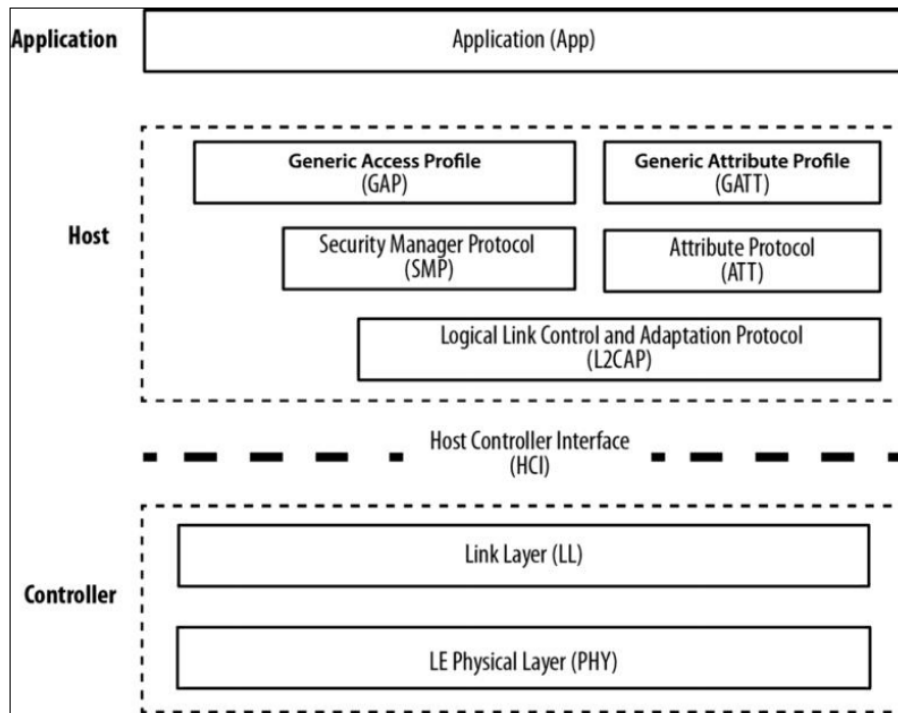 Application
Application (App)
Generic Access Profile
(GAP)
Generic Attribute Profile
(GATT)
Host
Security Manager Protocol
(SMP)
Attribute Protocol
(ATT)
Logical Link Control and Adaptation Protocol
(L2CAP)
Host Controller Interface
(HCI)
Link Layer (LL)
Controller
LE Physical Layer (PHY)